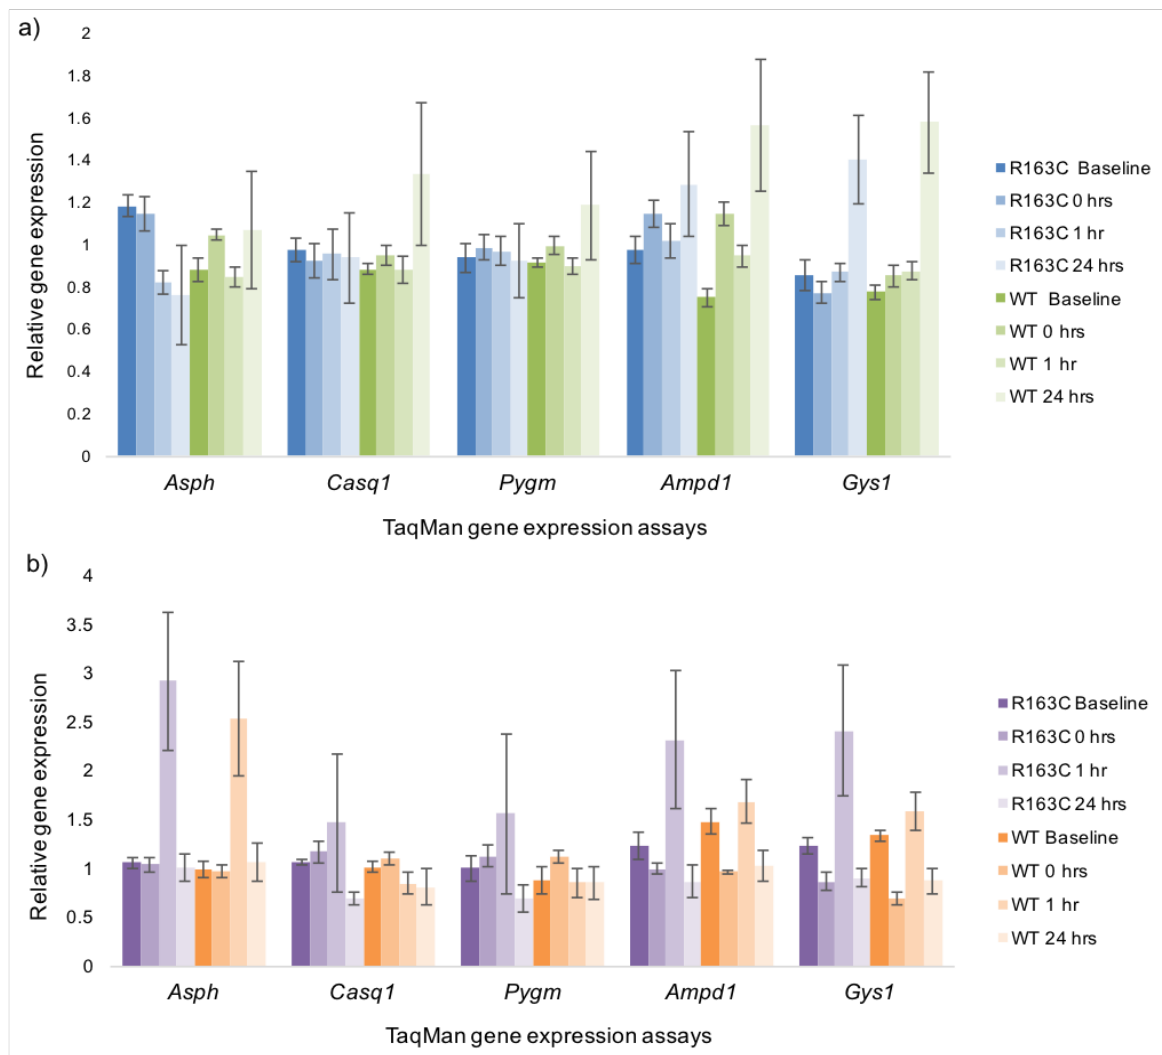 a)
2
1.8
1.6
1.4
1.2
1
0.8
0.6
0.4
0.2
0
Relative gene expression
Asph Casq1 Pygm Ampd1 Gys1
TaqMan gene expression assays
R163C Baseline
R163C 0 hrs
R163C 1 hr
R163C 24 hrs
WT Baseline
WT 0 hrs
WT 1 hr
WT 24 hrs
b)
4
3.5
3
2.5
2
1.5
1
0.5
0
Relative gene expression
Asph Casq1 Pygm Ampd1 Gys1
TaqMan gene expression assays
R163C Baseline
R163C 0 hrs
R163C 1 hr
R163C 24 hrs
WT Baseline
WT 0 hrs
WT 1 hr
WT 24 hrs